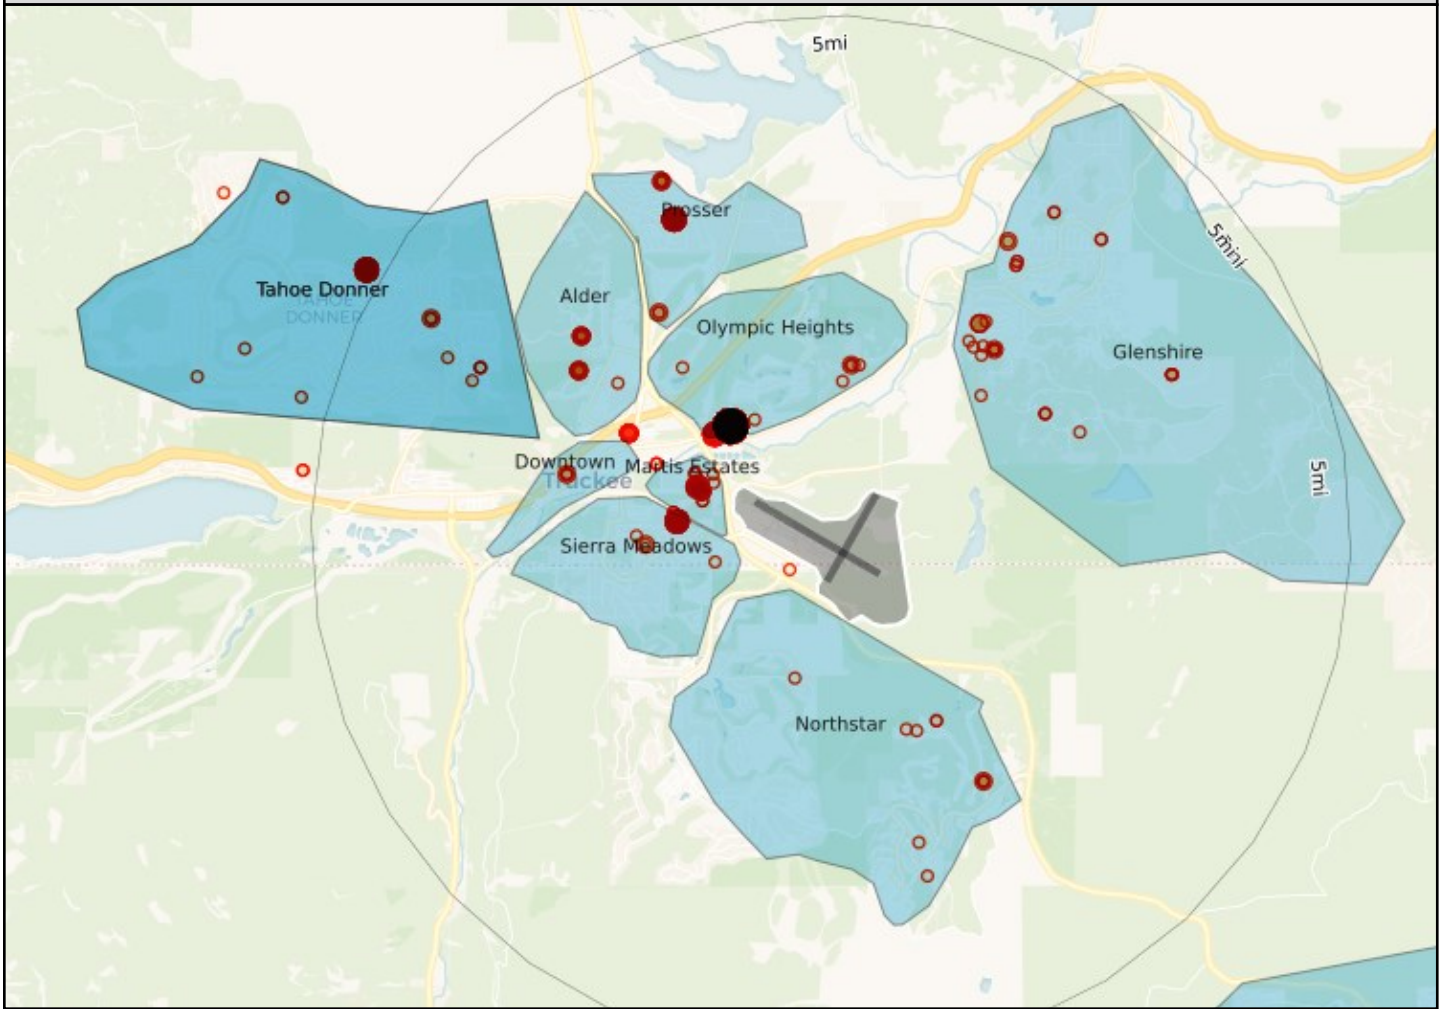 5mi
Prosser
5mi
Tahoe Donner
TAHOE
DONNER
Alder
Olympic Heights
Glenshire
Downtown
Martis Estates
Truckee
5mi
Sierra Meadows
Northstar